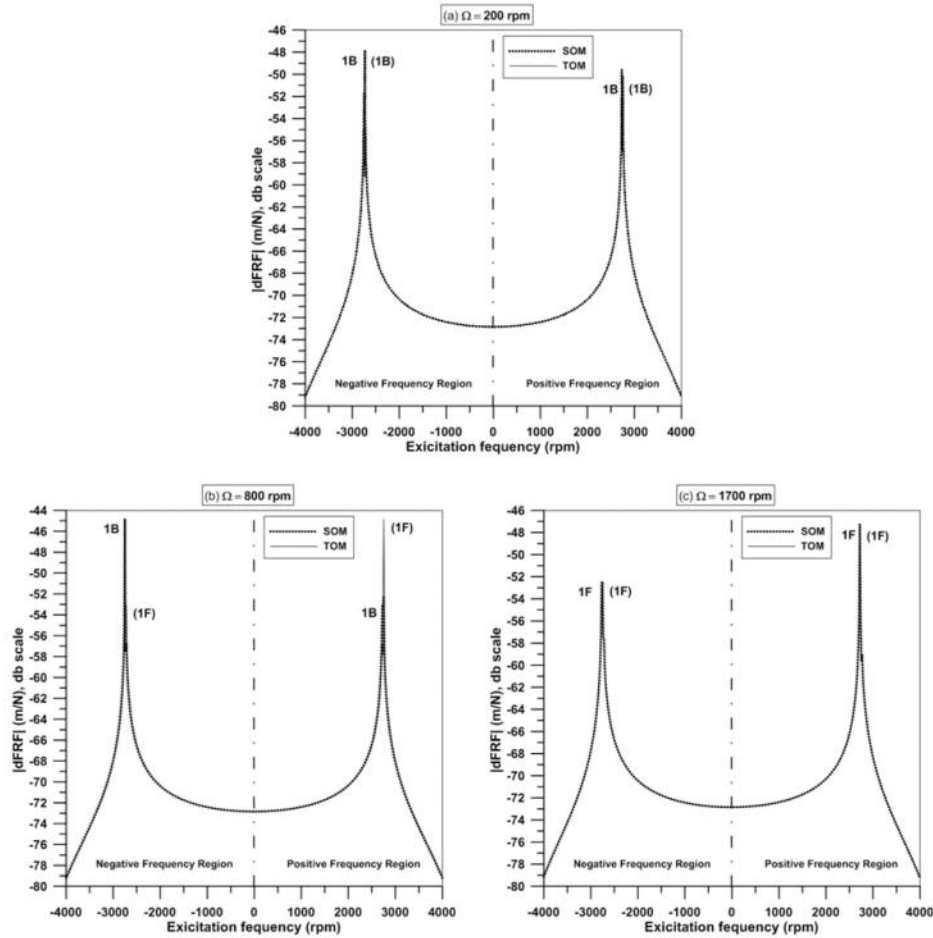 (a) Ω = 200 rpm
-46
-48
-50
-52
-54
-56
-58
-60
-62
-64
-66
-68
-70
-72
-74
-76
-78
-80
|dFRF| (m/N), db scale
1B (1B)
SOM
TOM
1B (1B)
Negative Frequency Region Positive Frequency Region
-4000 -3000 -2000 -1000 0 1000 2000 3000 4000
Exicitation fequency (rpm)
(b) Ω = 800 rpm
-44
-46
-48
-50
-52
-54
-56
-58
-60
-62
-64
-66
-68
-70
-72
-74
-76
-78
-80
|dFRF| (m/N), db scale
1B
(1F)
SOM
TOM
(1F)
1B
Negative Frequency Region Positive Frequency Region
-4000 -3000 -2000 -1000 0 1000 2000 3000 4000
Exicitation fequency (rpm)
(c) Ω = 1700 rpm
-46
-48
-50
-52
-54
-56
-58
-60
-62
-64
-66
-68
-70
-72
-74
-76
-78
-80
|dFRF| (m/N), db scale
SOM
TOM
1F (1F)
1F (1F)
Negative Frequency Region Positive Frequency Region
-4000 -3000 -2000 -1000 0 1000 2000 3000 4000
Exicitation fequency (rpm)